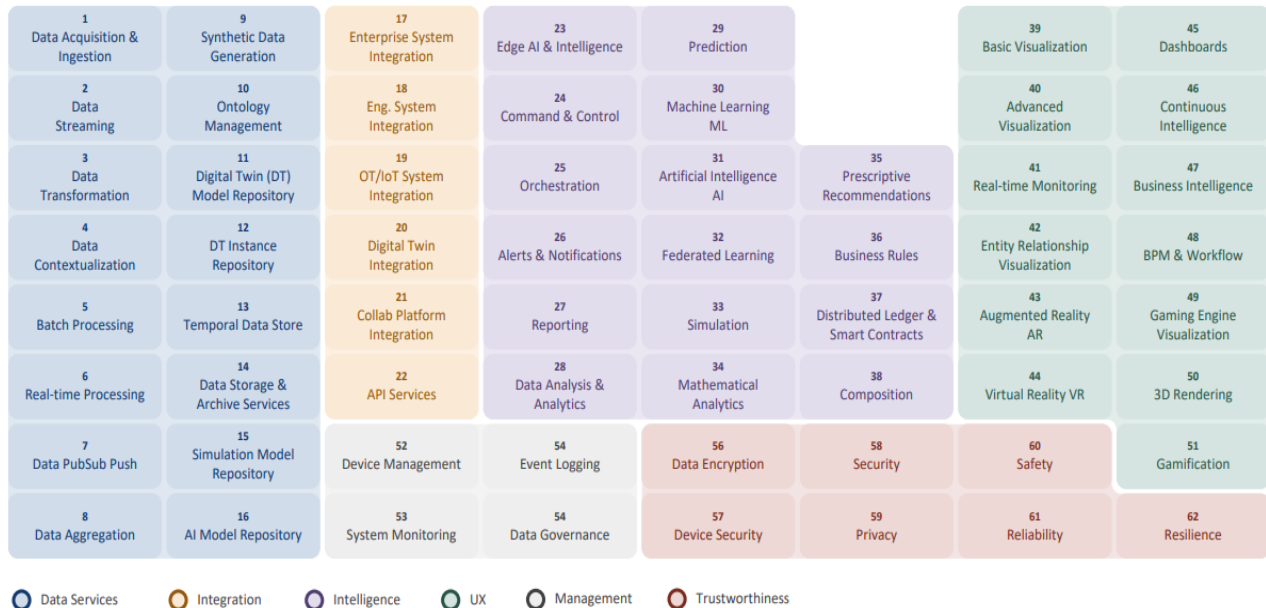 1
Data Acquisition &
Ingestion
9
Synthetic Data
Generation
17
Enterprise System
Integration
23
Edge AI & Intelligence
29
Prediction
39
Basic Visualization
45
Dashboards
2
Data
Streaming
10
Ontology
Management
18
Eng. System
Integration
24
Command & Control
30
Machine Learning
ML
40
Advanced
Visualization
46
Continuous
Intelligence
3
Data
Transformation
11
Digital Twin (DT)
Model Repository
19
OT/IoT System
Integration
25
Orchestration
31
Artificial Intelligence
AI
35
Prescriptive
Recommendations
41
Real-time Monitoring
47
Business Intelligence
4
Data
Contextualization
12
DT Instance
Repository
20
Digital Twin
Integration
26
Alerts & Notifications
32
Federated Learning
36
Business Rules
42
Entity Relationship
Visualization
48
BPM & Workflow
5
Batch Processing
13
Temporal Data Store
21
Collab Platform
Integration
27
Reporting
33
Simulation
37
Distributed Ledger &
Smart Contracts
43
Augmented Reality
AR
49
Gaming Engine
Visualization
6
Real-time Processing
14
Data Storage &
Archive Services
22
API Services
28
Data Analysis &
Analytics
34
Mathematical
Analytics
38
Composition
44
Virtual Reality VR
50
3D Rendering
7
Data PubSub Push
15
Simulation Model
Repository
52
Device Management
54
Event Logging
56
Data Encryption
58
Security
60
Safety
51
Gamification
8
Data Aggregation
16
AI Model Repository
53
System Monitoring
54
Data Governance
57
Device Security
59
Privacy
61
Reliability
62
Resilience
Data Services
Integration
Intelligence
UX
Management
Trustworthiness